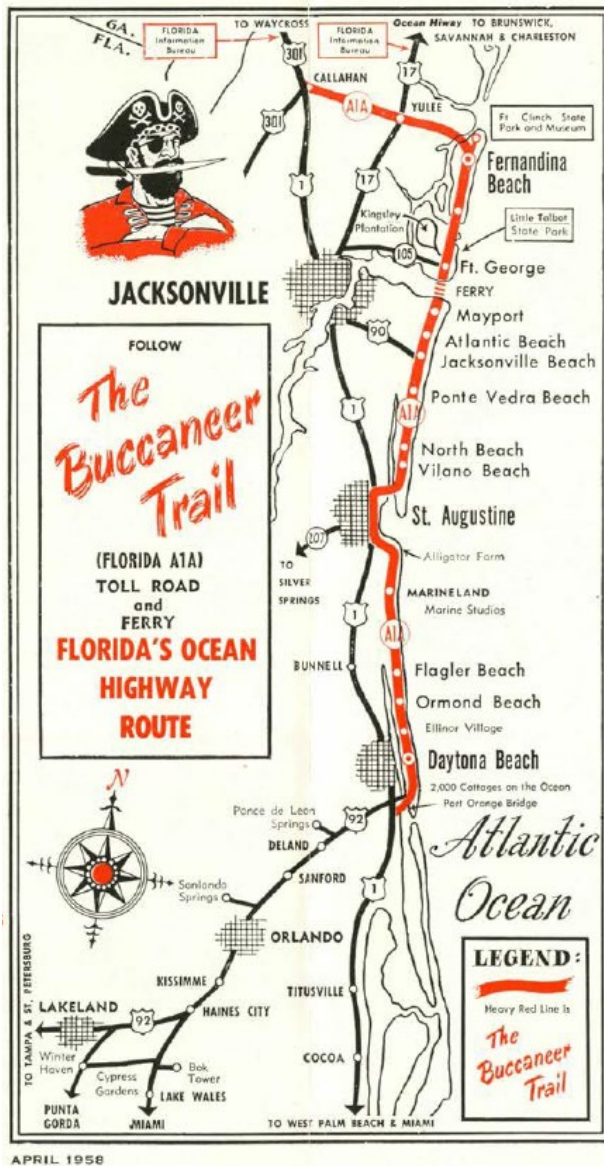 GA.
FLA.
FLORIDA
Information
Bureau
TO WAYCROSS
FLORIDA
Information
Bureau
Ocean Hiway TO BRUNSWICK,
SAVANNAH & CHARLESTON
301
17
CALLAHAN
A1A
YULEE
Ft Clinch State
Park and Museum
301
1
17
Fernandina
Beach
Kingsley
Plantation
Little Talbot
State Park
105
Ft. George
FERRY
JACKSONVILLE
Mayport
90
Atlantic Beach
Jacksonville Beach
Ponte Vedra Beach
1
A1A
North Beach
Vilano Beach
St. Augustine
207
TO
SILVER
SPRINGS
Alligator Farm
MARINELAND
Marine Studios
1
A1A
BUNNELL
Flagler Beach
Ormond Beach
Ellinor Village
Daytona Beach
2,000 Cottages on the Ocean
Port Orange Bridge
FOLLOW
The
Buccaneer
Trail
(FLORIDA A1A)
TOLL ROAD
and
FERRY
FLORIDA'S OCEAN
HIGHWAY
ROUTE
N
Ponce de Leon
Springs
92
DELAND
SANFORD
1
Sanlando
Springs
ORLANDO
Atlantic
Ocean
KISSIMME
TITUSVILLE
HAINES CITY
LAKELAND
92
TO TAMPA & ST. PETERSBURG
Winter
Haven
Cypress
Gardens
Bok
Tower
LAKE WALES
COCOA
PUNTA
GORDA
MIAMI
TO WEST PALM BEACH & MIAMI
LEGEND:
Heavy Red Line Is
The
Buccaneer
Trail
APRIL 1958